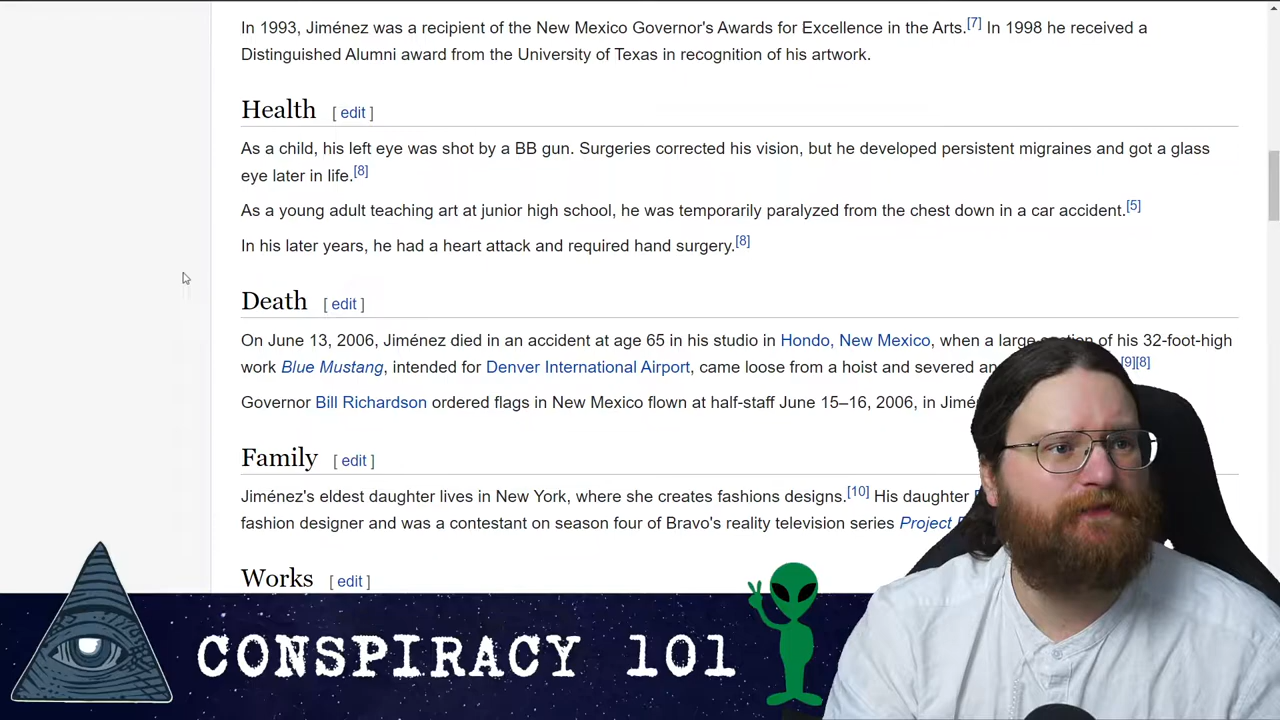 In 1993, Jiménez was a recipient of the New Mexico Governor's Awards for Excellence in the Arts.[7] In 1998 he received a
Distinguished Alumni award from the University of Texas in recognition of his artwork.
Health [ edit ]
As a child, his left eye was shot by a BB gun. Surgeries corrected his vision, but he developed persistent migraines and got a glass
eye later in life.[8]
As a young adult teaching art at junior high school, he was temporarily paralyzed from the chest down in a car accident.[5]
In his later years, he had a heart attack and required hand surgery.[8]
Death [ edit ]
On June 13, 2006, Jiménez died in an accident at age 65 in his studio in Hondo, New Mexico, when a large section of his 32-foot-high
work Blue Mustang, intended for Denver International Airport, came loose from a hoist and severed [9][8]
Governor Bill Richardson ordered flags in New Mexico flown at half-staff June 15–16, 2006, in
Family [ edit ]
Jiménez's eldest daughter lives in New York, where she creates fashions designs.[10] His daughter
fashion designer and was a contestant on season four of Bravo's reality television series Project
Works [ edit ]
CONSPIRACY 101